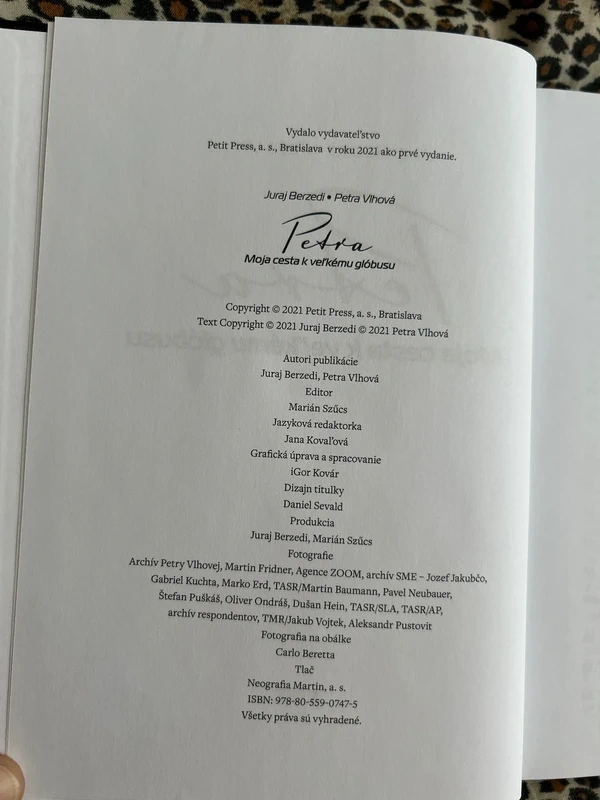 Vydalo vydavateľstvo
Petit Press, a. s., Bratislava v roku 2021 ako prvé vydanie.
Juraj Berzedi • Petra Vlhová
Petra
Moja cesta k veľkému glóbusu
Copyright © 2021 Petit Press, a. s., Bratislava
Text Copyright © 2021 Juraj Berzedi © 2021 Petra Vlhová
Autori publikácie
Juraj Berzedi, Petra Vlhová
Editor
Marián Szűcs
Jazyková redaktorka
Jana Kovaľová
Grafická úprava a spracovanie
iGor Kovár
Dizajn titulky
Daniel Sevald
Produkcia
Juraj Berzedi, Marián Szűcs
Fotografie
Archív Petry Vlhovej, Martin Fridner, Agence ZOOM, archív SME – Jozef Jakubčo,
Gabriel Kuchta, Marko Erd, TASR/Martin Baumann, Pavel Neubauer,
Štefan Puškáš, Oliver Ondráš, Dušan Hein, TASR/SLA, TASR/AP,
archív respondentov, TMR/Jakub Vojtek, Aleksandr Pustovit
Fotografia na obálke
Carlo Beretta
Tlač
Neografia Martin, a. s.
ISBN: 978-80-559-0747-5
Všetky práva sú vyhradené.